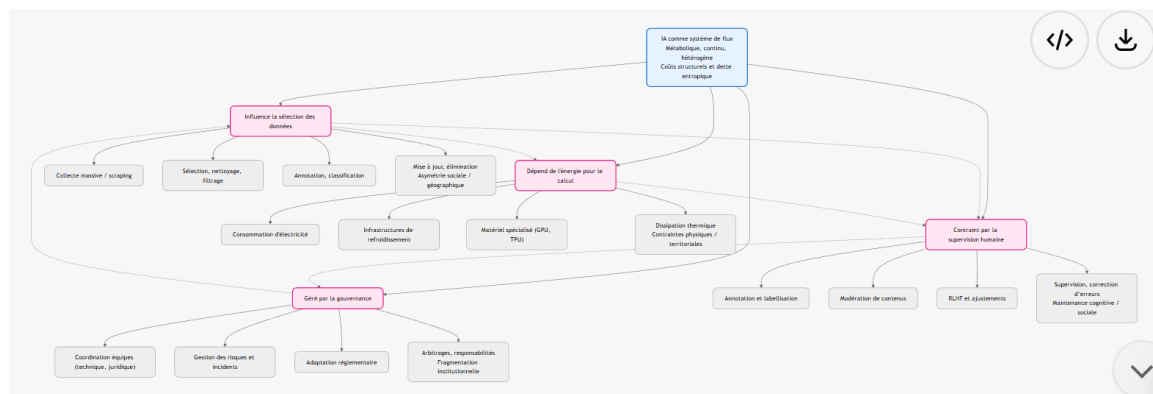 IA comme système de flux
Métabolique, continu,
hétérogène
Coûts structurels et dette
entropique
Influence la sélection des
données
Collecte massive / scraping
Sélection, nettoyage,
filtrage
Annotation, classification
Mise à jour, élimination
Asymétrie sociale /
géographique
Dépend de l'énergie pour le
calcul
Consommation d'électricité
Infrastructures de
refroidissement
Matériel spécialisé (GPU,
TPU)
Dissipation thermique
Contraintes physiques /
territoriales
Contraint par la
supervision humaine
Annotation et labellisation
Modération de contenus
RLHF et ajustements
Supervision, correction
d'erreurs
Maintenance cognitive /
sociale
Géré par la gouvernance
Coordination équipes
(technique, juridique)
Gestion des risques et
incidents
Adaptation réglementaire
Arbitrages, responsabilités
Fragmentation
institutionnelle